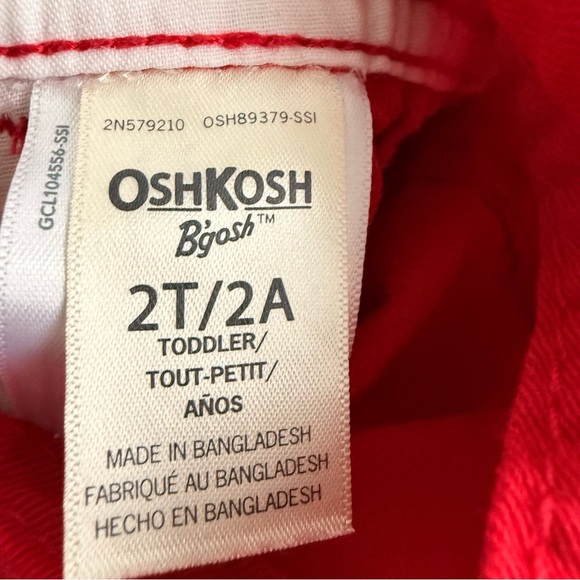 2N579210 OSH89379-SSI
OSHKOSH
B'gosh™
2T/2A
TODDLER/
TOUT-PETIT/
AÑOS
MADE IN BANGLADESH
FABRIQUÉ AU BANGLADESH
HECHO EN BANGLADESH
GCL104556-SSI